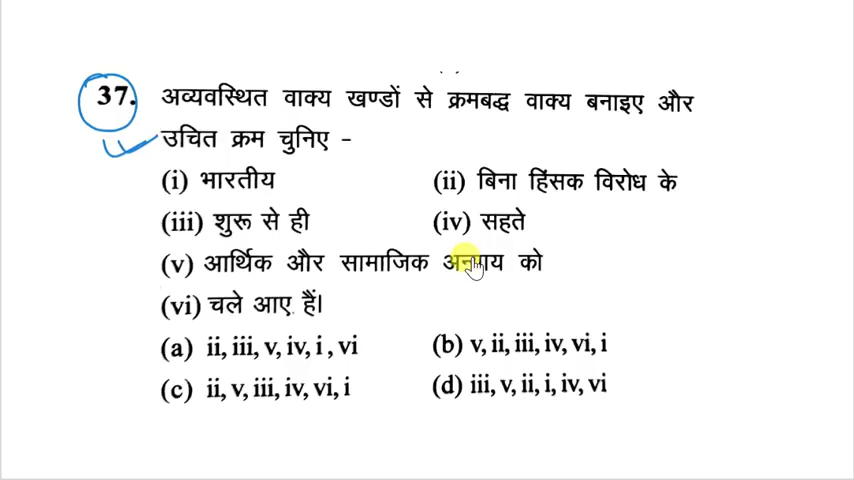 37. अव्यवस्थित वाक्य खण्डों से क्रमबद्ध वाक्य बनाइए और
उचित क्रम चुनिए -
(i) भारतीय (ii) बिना हिंसक विरोध के
(iii) शुरू से ही (iv) सहते
(v) आर्थिक और सामाजिक को
(vi) चले आए हैं।
(a) ii, iii, v, iv, i , vi (b) v, ii, iii, iv, vi, i
(c) ii, v, iii, iv, vi, i (d) iii, v, ii, i, iv, vi